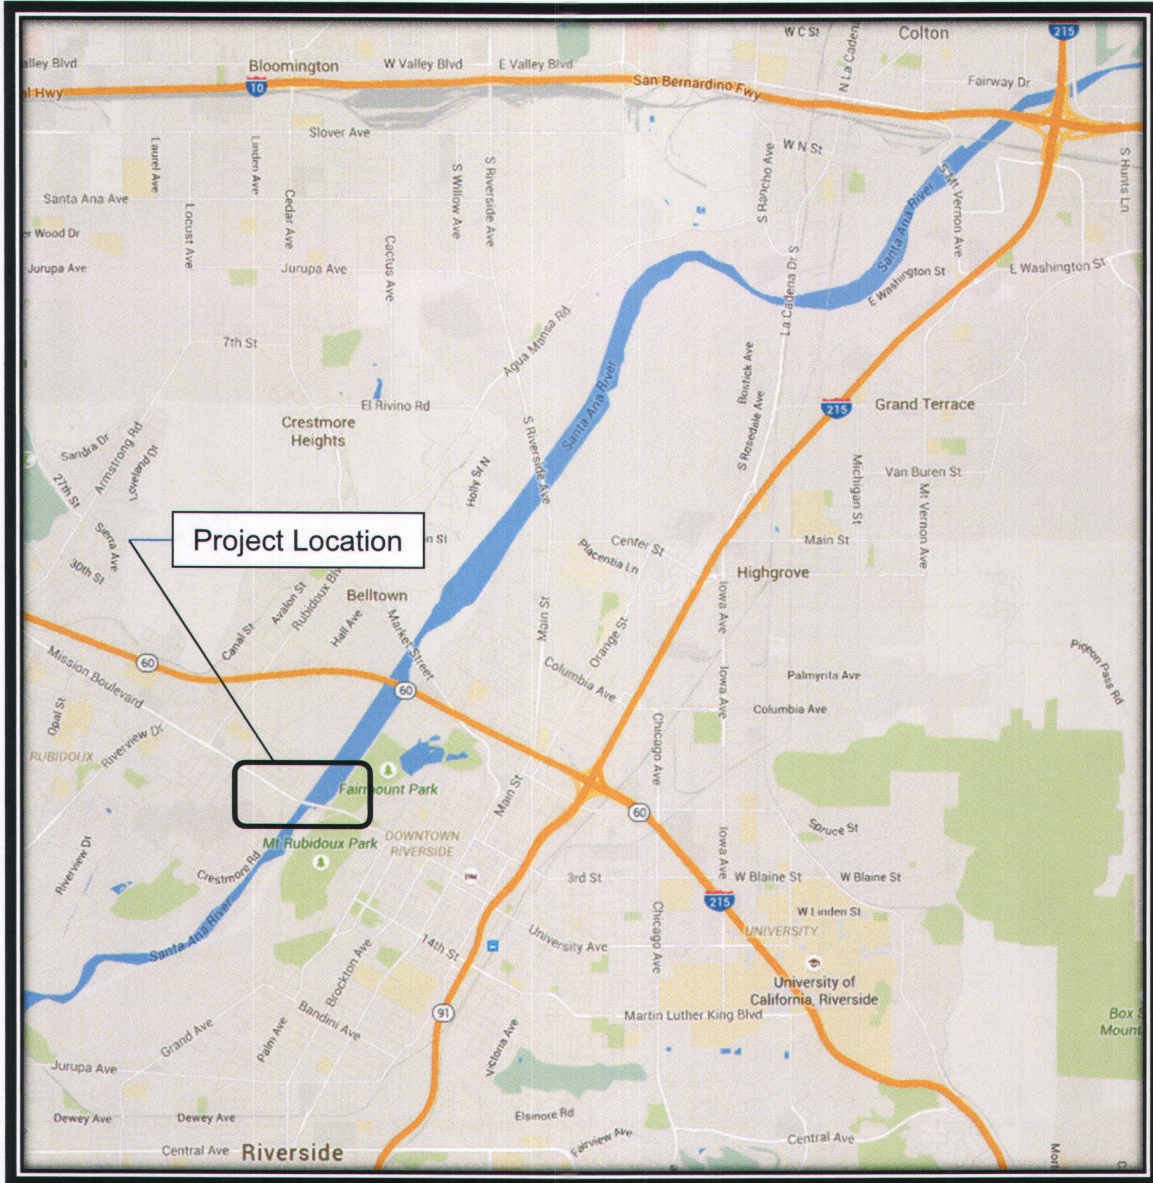 W C St
Colton
215
alley Blvd
Bloomington
W Valley Blvd
E Valley Blvd
N La Caden
al Hwy
10
San Bernardino Fwy
Fairway Dr
Slover Ave
Laurel Ave
Linden Ave
S Willow Ave
S Riverside Ave
W N St
S Rancho Ave
S Mt Vernon Ave
S Hunts Ln
Santa Ana Ave
Locust Ave
Cedar Ave
er Wood Dr
Cactus Ave
Santa Ana River
Jurupa Ave
Jurupa Ave
La Cadena Dr S
E Washington St
E Washington St
7th St
Agua Mansa Rd
El Rivino Rd
Bostick Ave
S Rosedale Ave
215
Grand Terrace
Crestmore
Heights
Santa Ana River
S Riverside Ave
Sandra Dr
Armstrong Rd
Loveland Dr
27th St
Holly St N
Michigan St
Van Buren St
Mt Vernon Ave
Project Location
Sierra Ave
30th St
n St
Center St
Placentia Ln
Main St
Highgrove
Belltown
Avalon St
Rubidoux Blv
Canal St
Hall Ave
Market Street
Main St
Orange St
Iowa Ave
60
60
Mission Boulevard
Columbia Ave
Iowa Ave
Palmyrita Ave
Pigeon Pass Rd
Columbia Ave
Opal St
RUBIDOUX
Riverview Dr
Chicago Ave
Fairmount Park
Main St
60
Mt Rubidoux Park
DOWNTOWN
RIVERSIDE
Spruce St
Iowa Ave
Riverview Dr
Crestmore Rd
3rd St
W Blaine St
W Blaine St
215
W Linden St
Santa Ana River
14th St
University Ave
Chicago Ave
UNIVERSITY
Brockton Ave
University of
California, Riverside
91
Bandini Ave
Palm Ave
Grand Ave
Victoria Ave
Martin Luther King Blvd
Box S
Mount
Jurupa Ave
Dewey Ave
Dewey Ave
Elsinore Rd
Central Ave
Riverside
Fairview Ave
Central Ave
Mort